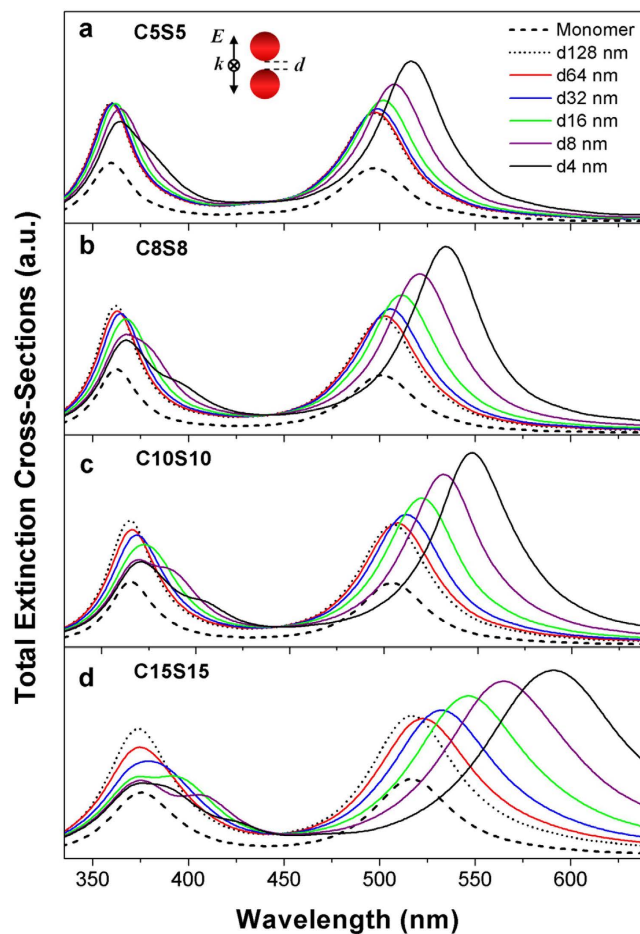 a
C5S5
E
k
d
Monomer
d128 nm
d64 nm
d32 nm
d16 nm
d8 nm
d4 nm
b
C8S8
c
C10S10
d
C15S15
Total Extinction Cross-Sections (a.u.)
350 400 450 500 550 600
Wavelength (nm)